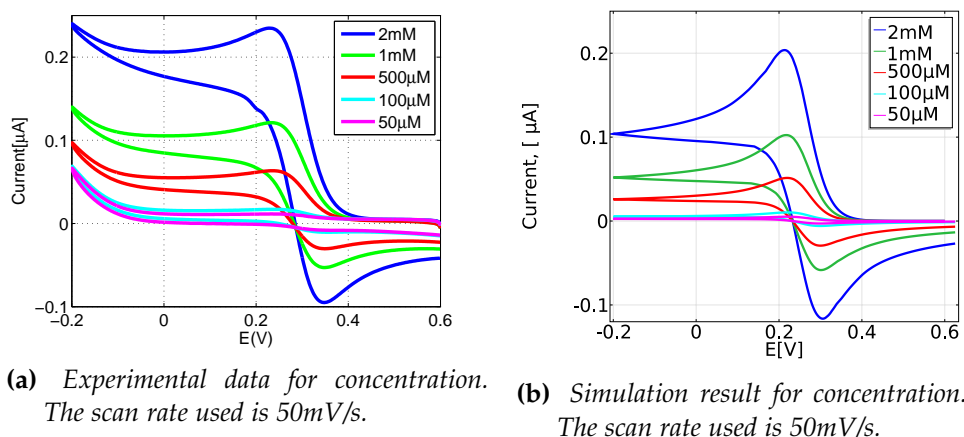 2mM
1mM
500μM
100μM
50μM
0.2
0.1
0
−0.1
−0.2
0
0.2
0.4
0.6
Current[μA]
E(V)
(a) Experimental data for concentration.
The scan rate used is 50mV/s.
2mM
1mM
500μM
100μM
50μM
0.2
0.1
0
-0.1
-0.2
0
0.2
0.4
0.6
Current, [ μA]
E[V]
(b) Simulation result for concentration.
The scan rate used is 50mV/s.